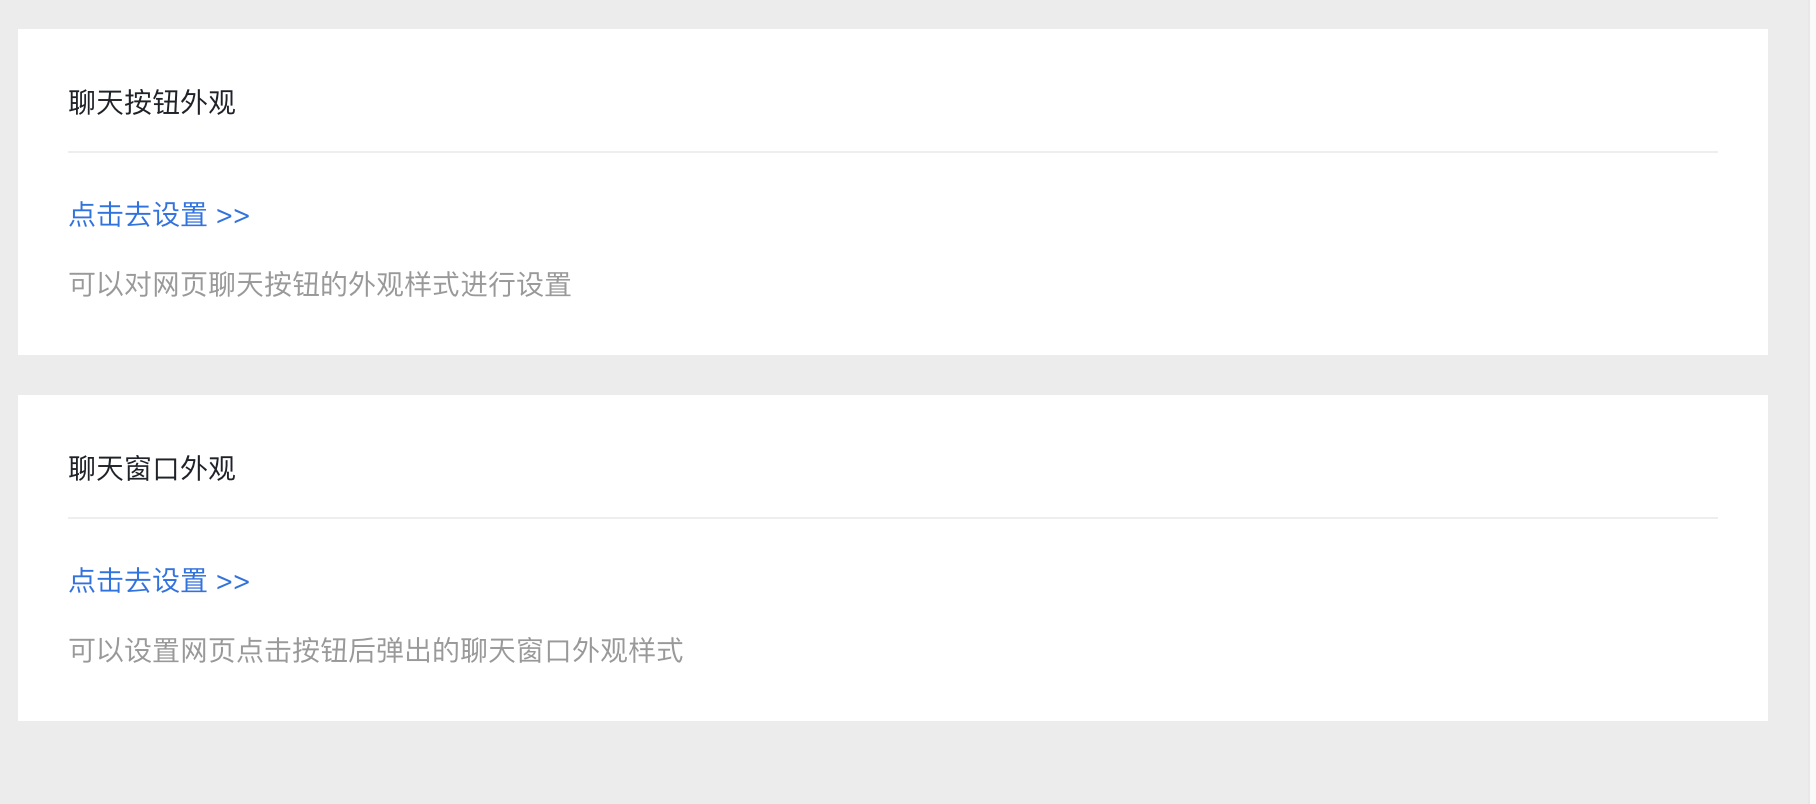 聊天按钮外观
点击去设置 >>
可以对网页聊天按钮的外观样式进行设置
聊天窗口外观
点击去设置 >>
可以设置网页点击按钮后弹出的聊天窗口外观样式